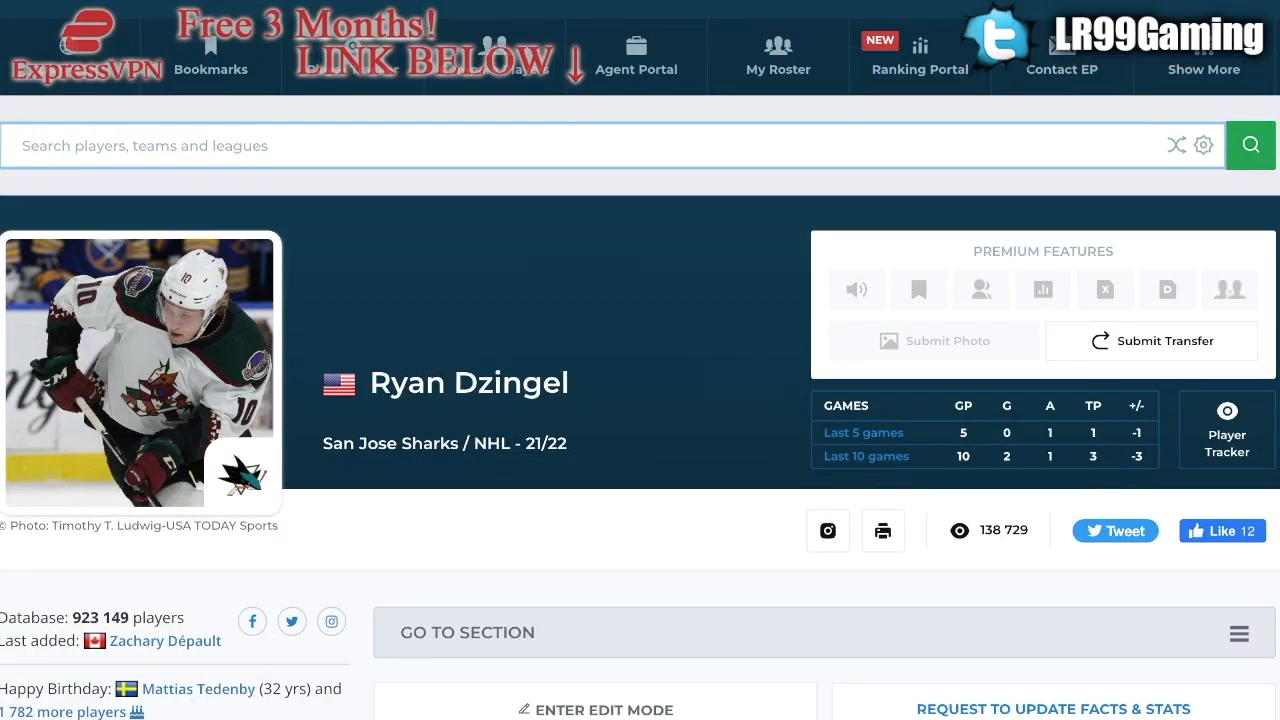 Free 3 Months!
LINK BELOW ↓
ExpressVPN
LR99Gaming
Bookmarks
Agent Portal
My Roster
NEW
Ranking Portal
Contact EP
Show More
Search players, teams and leagues
10
10
10
Ryan Dzingel
San Jose Sharks / NHL - 21/22
PREMIUM FEATURES
Submit Photo
Submit Transfer
GAMES GP G A TP +/-
Last 5 games 5 0 1 1 -1
Last 10 games 10 2 1 3 -3
Player
Tracker
© Photo: Timothy T. Ludwig-USA TODAY Sports
138 729
Tweet
Like 12
Database: 923 149 players
Last added: Zachary Dépault
Happy Birthday: Mattias Tedenby (32 yrs) and
1 782 more players
GO TO SECTION
ENTER EDIT MODE
REQUEST TO UPDATE FACTS & STATS